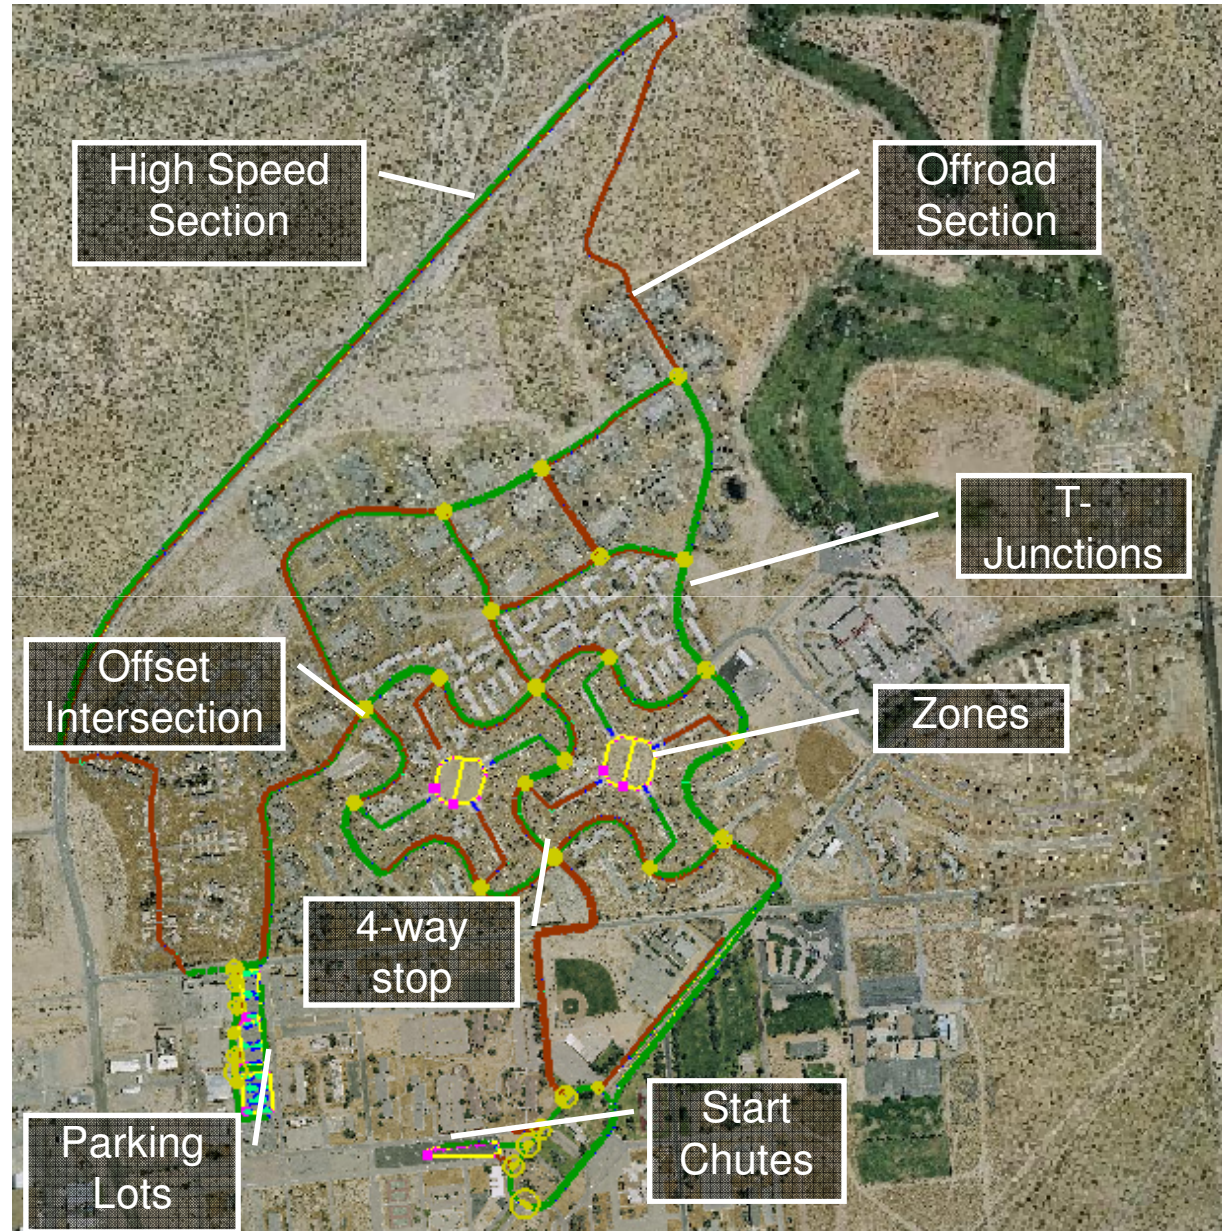 High Speed
Section
Offroad
Section
T-
Junctions
Offset
Intersection
Zones
4-way
stop
Start
Chutes
Parking
Lots